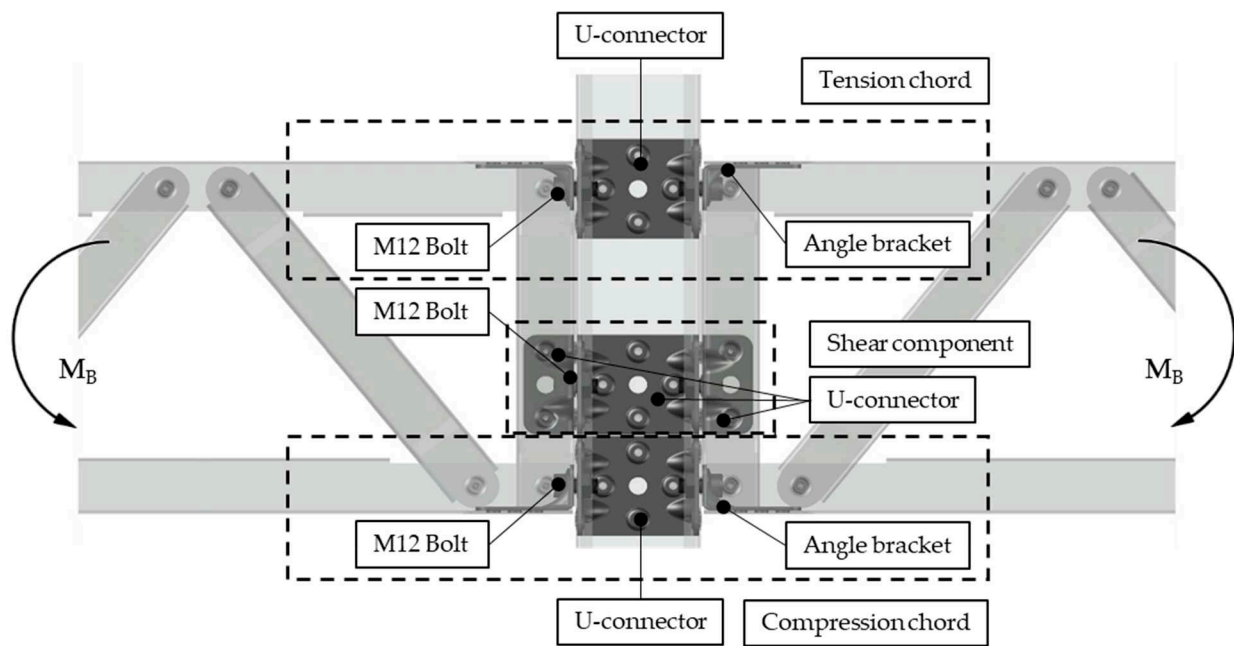 U-connector
Tension chord
M12 Bolt
Angle bracket
M12 Bolt
Shear component
M_B
M_B
U-connector
M12 Bolt
Angle bracket
U-connector
Compression chord